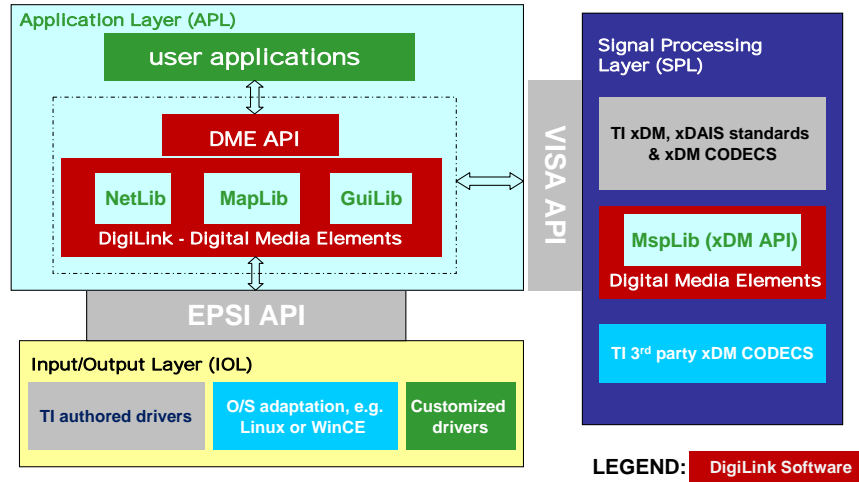 Application Layer (APL)
user applications
DME API
NetLib
MapLib
GuiLib
DigiLink - Digital Media Elements
EPSI API
Input/Output Layer (IOL)
TI authored drivers
O/S adaptation, e.g.
Linux or WinCE
Customized
drivers
VISA API
Signal Processing
Layer (SPL)
TI xDM, xDAIS standards
& xDM CODECS
MspLib (xDM API)
Digital Media Elements
TI 3rd party xDM CODECS
LEGEND:
DigiLink Software